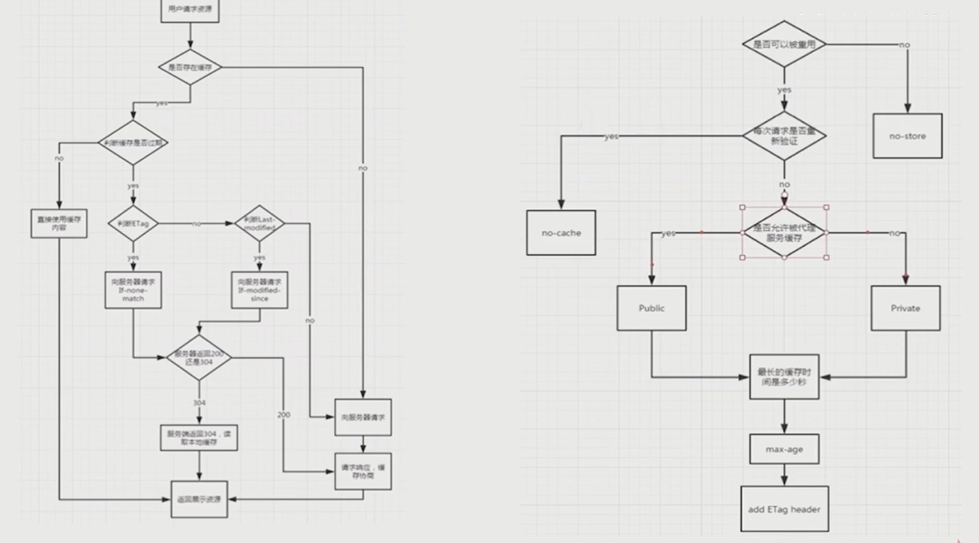 用户请求资源
是否存在缓存
yes
判断缓存是否过期
no
yes
no
直接使用缓存
内容
判断ETag
no
判断Last-
modified
yes
yes
向服务器请求
If-none-
match
向服务器请求
If-modified-
since
no
服务器返回200
还是304
304
200
向服务器请求
服务端返回304，读
取本地缓存
请求响应，缓
存协商
返回展示资源
是否可以被重用
no
yes
每次请求是否重
新验证
yes
no-store
no
no-cache
是否允许被代理
服务缓存
yes
no
Public
Private
最长的缓存时
间是多少秒
max-age
add ETag header